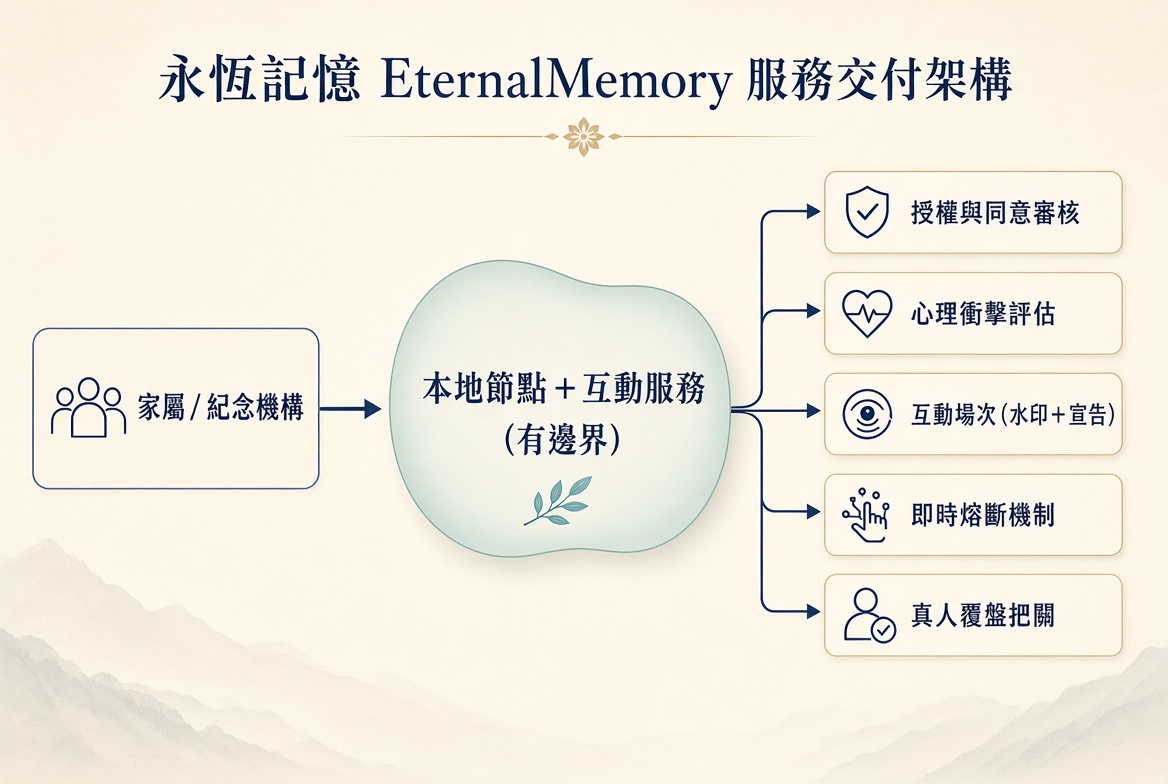 永恆記憶 EternalMemory 服務交付架構
家屬 / 紀念機構
本地節點＋互動服務
（有邊界）
授權與同意審核
心理衝擊評估
互動場次（水印＋宣告）
即時熔斷機制
真人覆盤把關